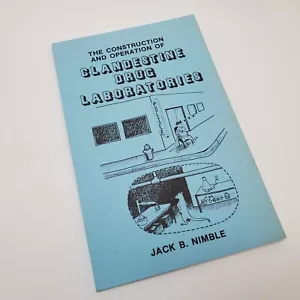 THE CONSTRUCTION
AND OPERATION OF
CLANDESTINE
DRUG
LABORATORIES
JACK B. NIMBLE